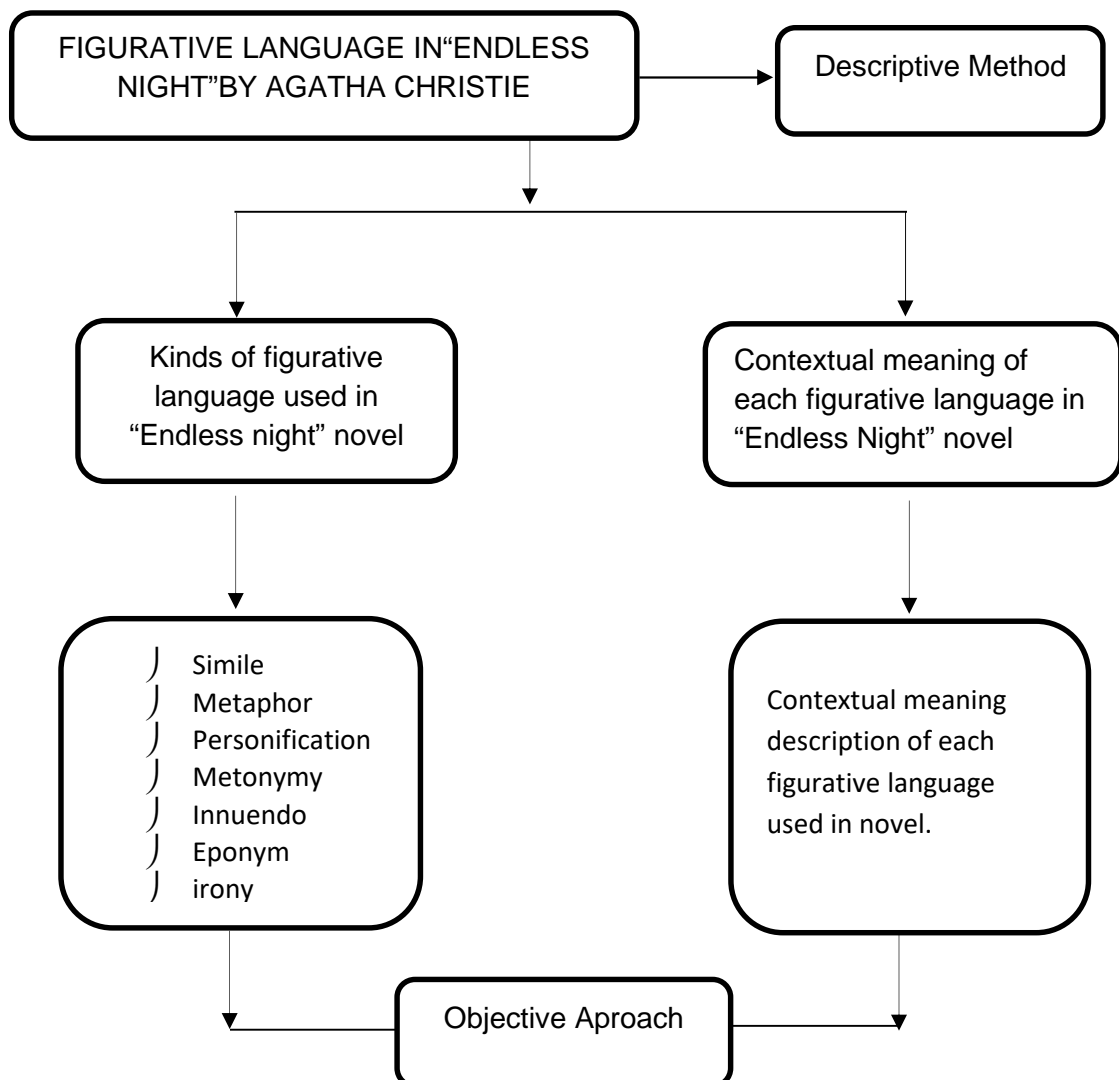 FIGURATIVE LANGUAGE IN“ENDLESS
NIGHT”BY AGATHA CHRISTIE
Descriptive Method
Kinds of figurative
language used in
“Endless night” novel
Contextual meaning of
each figurative language in
“Endless Night” novel
Simile
Metaphor
Personification
Metonymy
Innuendo
Eponym
irony
Contextual meaning
description of each
figurative language
used in novel.
Objective Aproach